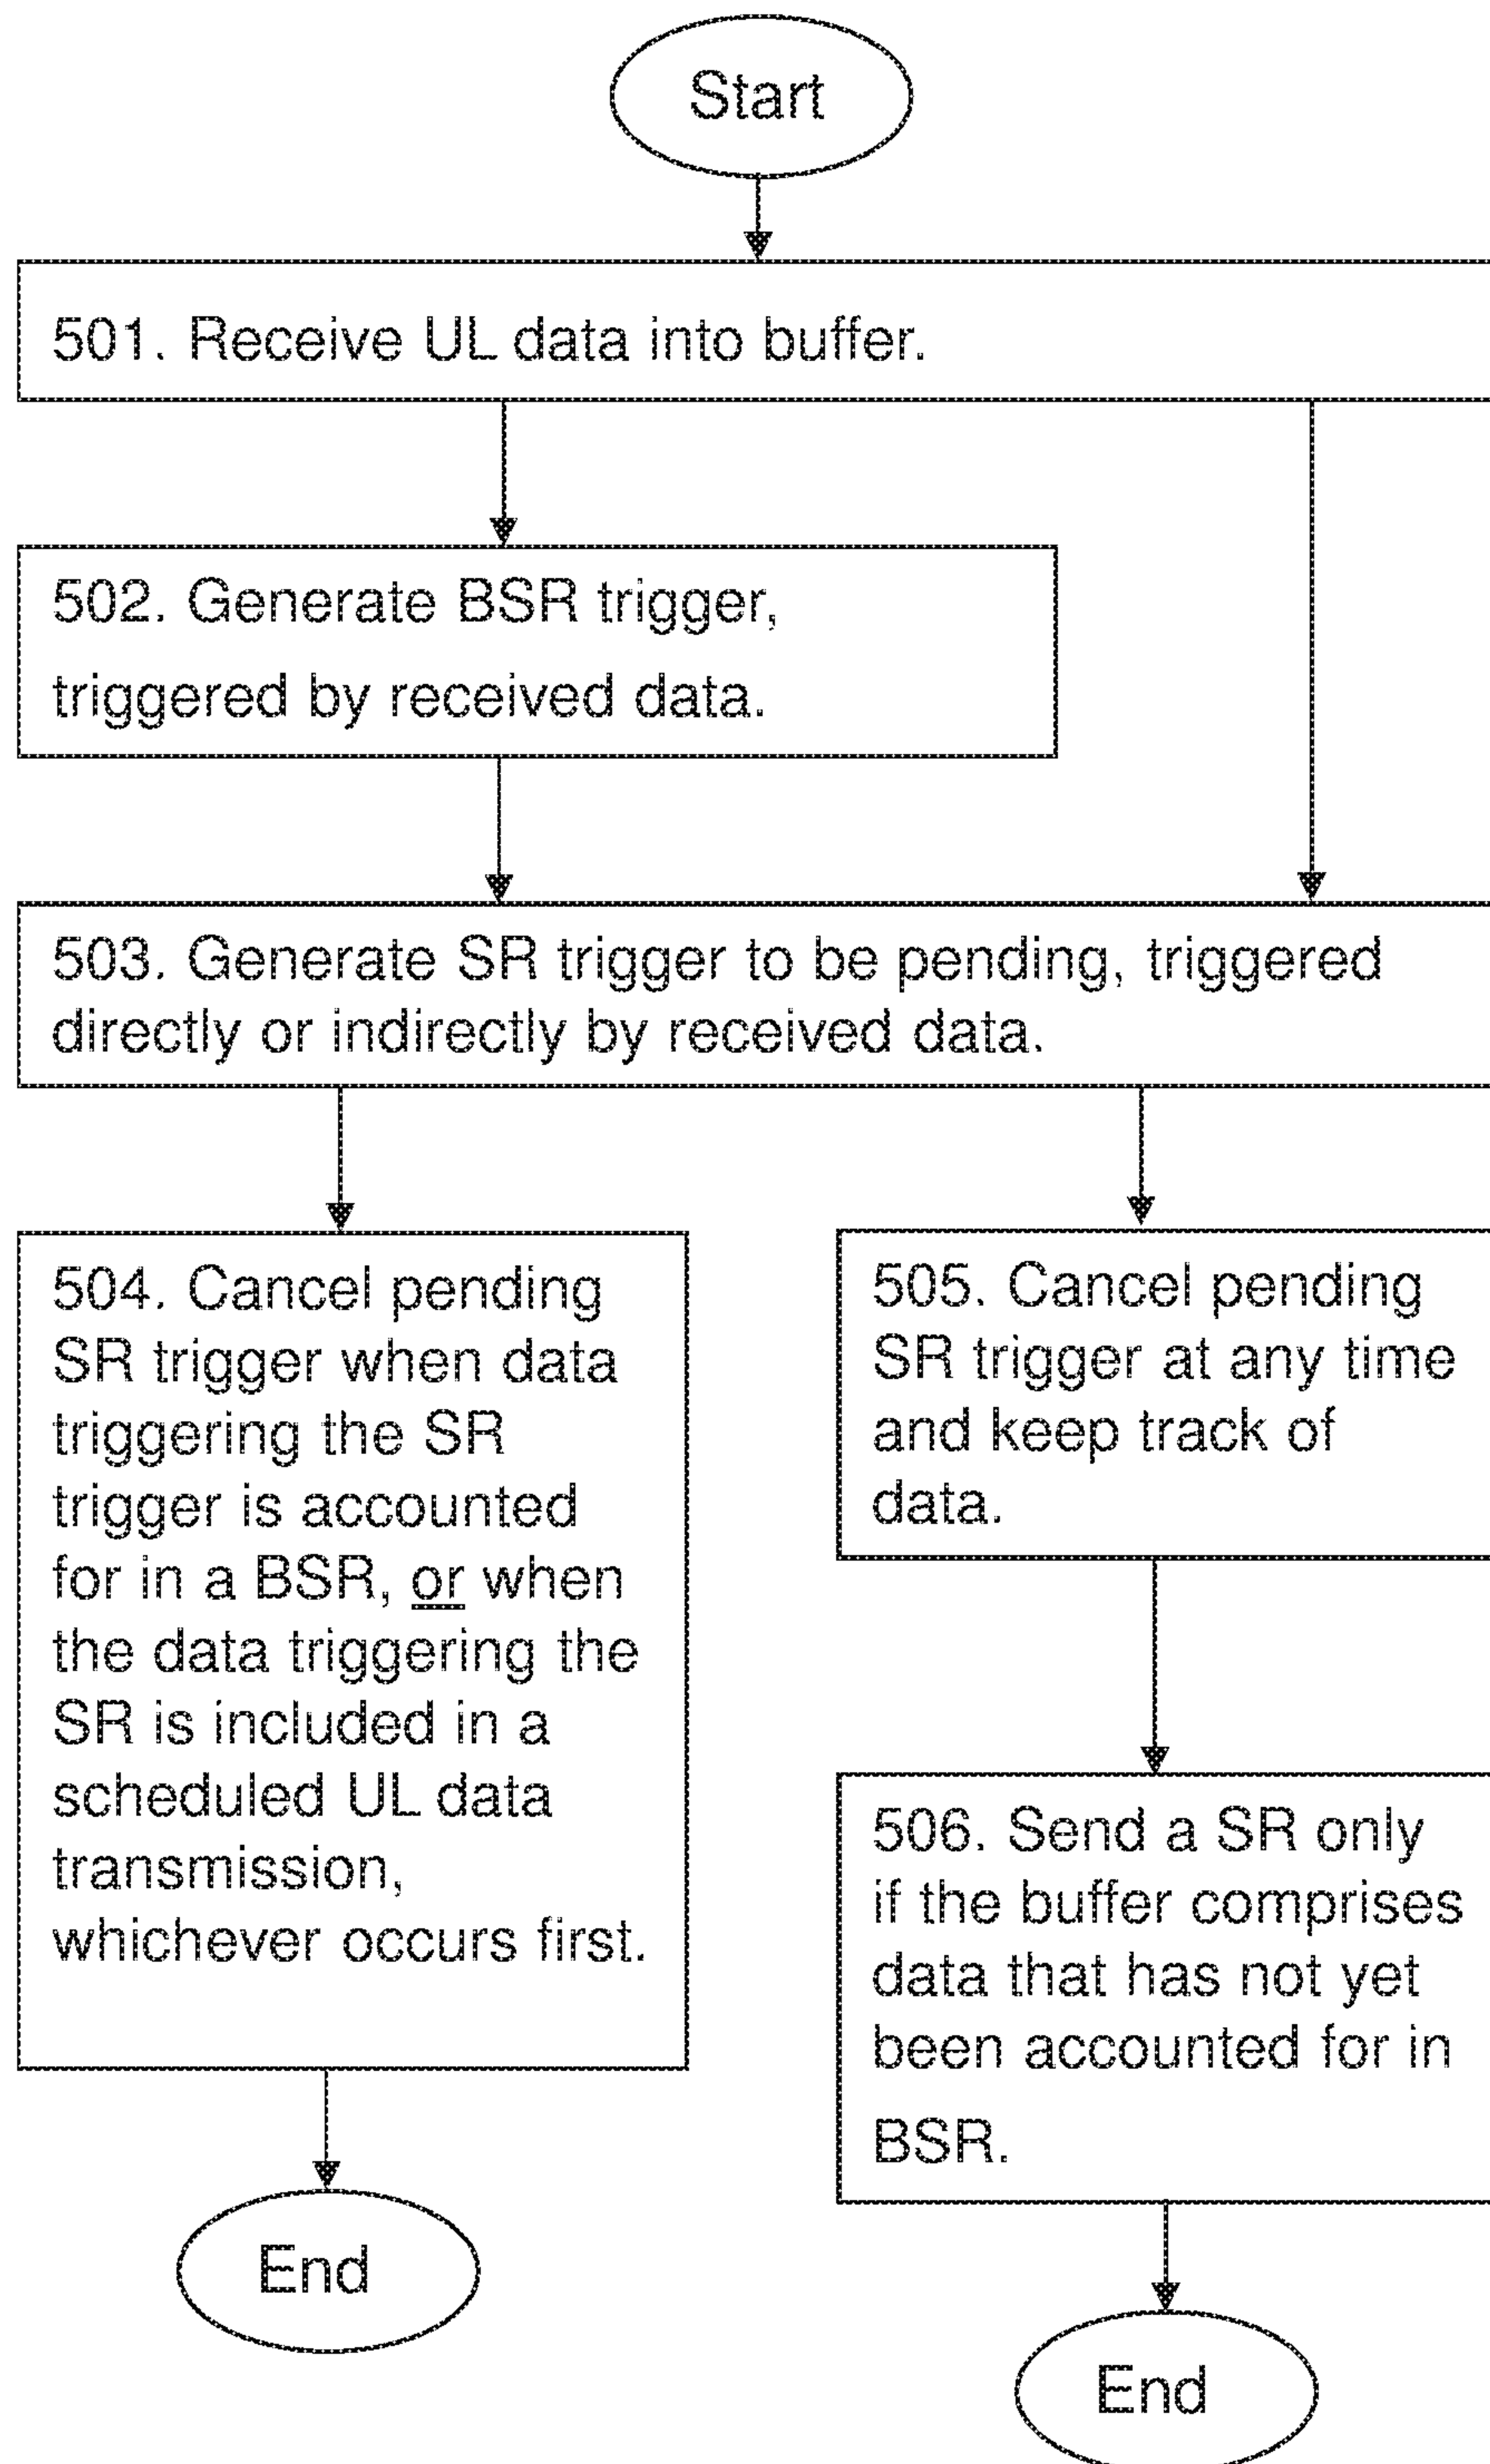 Start
501. Receive UL data into buffer.
502. Generate BSR trigger,
triggered by received data.
503. Generate SR trigger to be pending, triggered
directly or indirectly by received data.
504. Cancel pending
SR trigger when data
triggering the SR
trigger is accounted
for in a BSR, or when
the data triggering the
SR is included in a
scheduled UL data
transmission,
whichever occurs first.
End
505. Cancel pending
SR trigger at any time
and keep track of
data.
506. Send a SR only
if the buffer comprises
data that has not yet
been accounted for in
BSR.
End